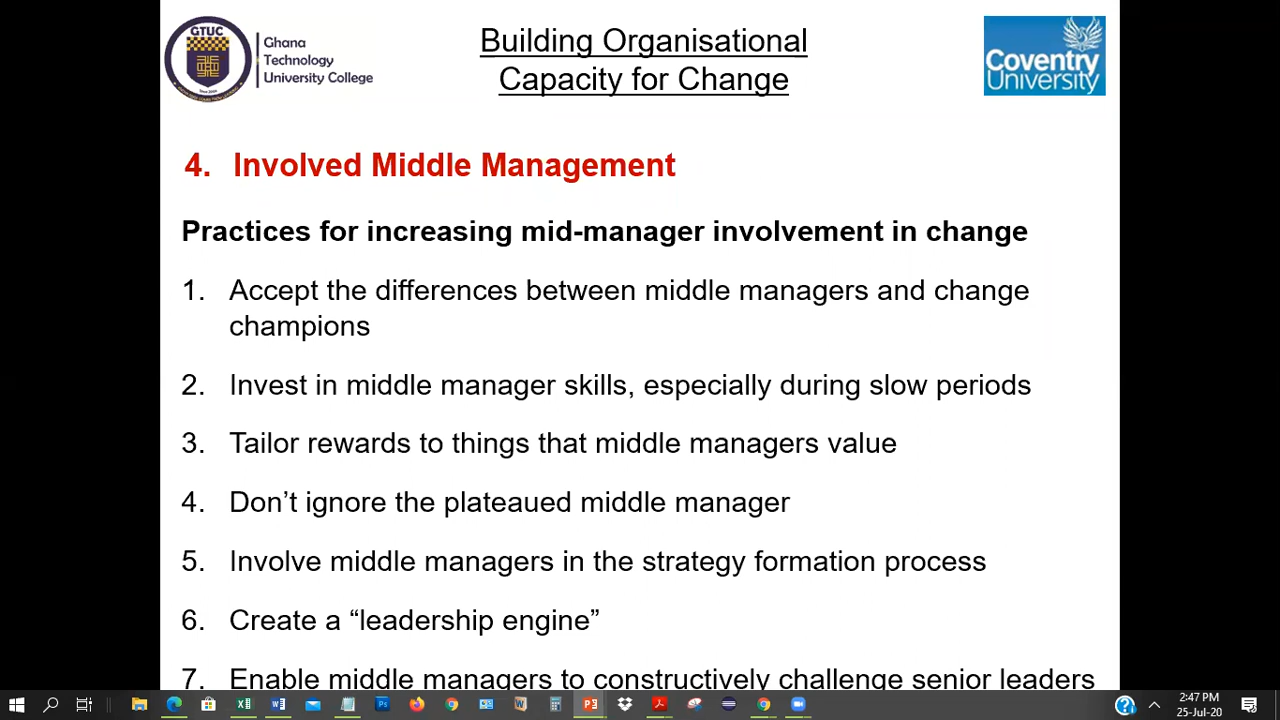 GTUC
Ghana
Technology
University College
Building Organisational
Capacity for Change
Coventry
University
4. Involved Middle Management
Practices for increasing mid-manager involvement in change
1. Accept the differences between middle managers and change
champions
2. Invest in middle manager skills, especially during slow periods
3. Tailor rewards to things that middle managers value
4. Don’t ignore the plateaued middle manager
5. Involve middle managers in the strategy formation process
6. Create a “leadership engine”
7. Enable middle managers to constructively challenge senior leaders
2:47 PM
25-Jul-20